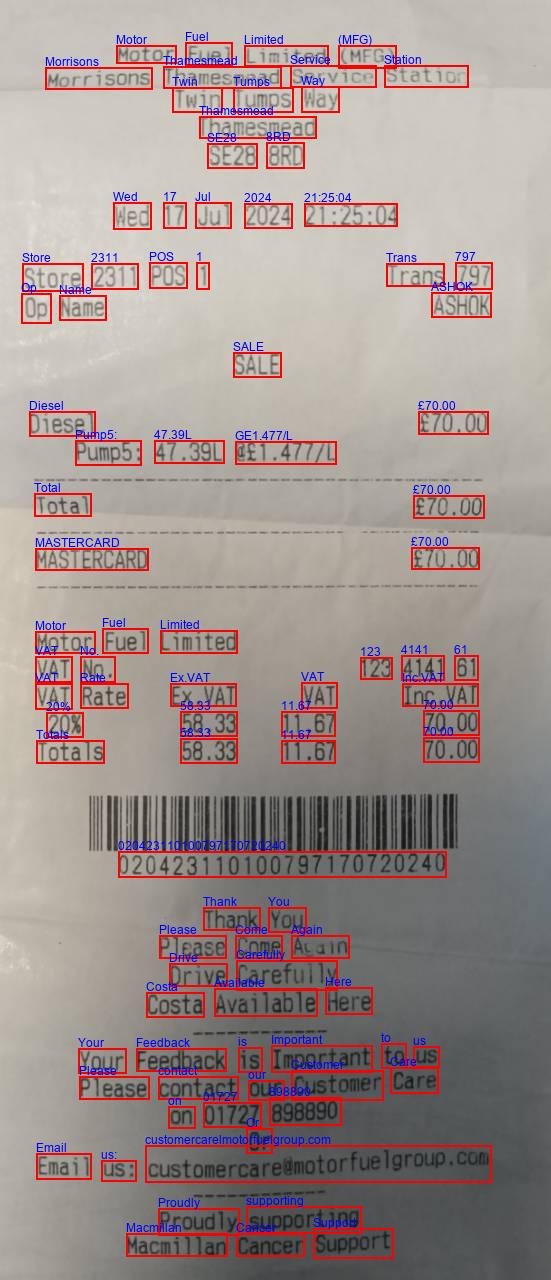 Motor Fuel Limited (MFG)
Morrisons Thamesmead Service Station
Twin Tumps Way
Thamesmead
SE28 8RD
Wed 17 Jul 2024 21:25:04
Store 2311 POS 1 Trans 797
Op Name ASHOK
SALE
Diesel £70.00
Pump5: 47.39L @£1.477/L
Total £70.00
MASTERCARD £70.00
Motor Fuel Limited
VAT No. 123 4141 61
VAT Rate Ex.VAT VAT Inc.VAT
20% 58.33 11.67 70.00
Totals 58.33 11.67 70.00
020423110100797170720240
Thank You
Please Come Again
Drive Carefully
Costa Available Here
Your Feedback is Important to us
Please contact our Customer Care
on 01727 898890
Or
Email us: customercare@motorfuelgroup.com
Proudly supporting
Macmillan Cancer Support